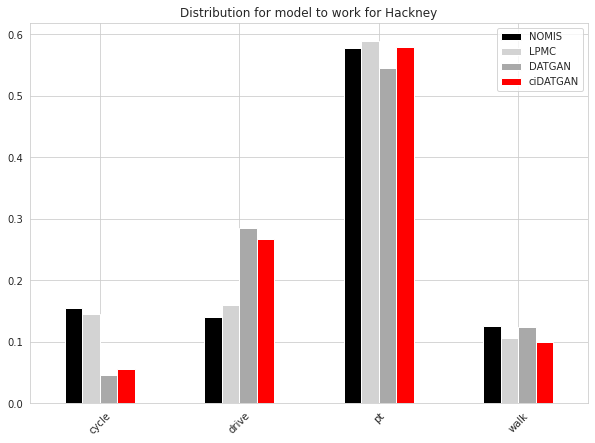 Distribution for model to work for Hackney
NOMIS
LPMC
DATGAN
ciDATGAN
0.6
0.5
0.4
0.3
0.2
0.1
0.0
cycle
drive
pt
walk